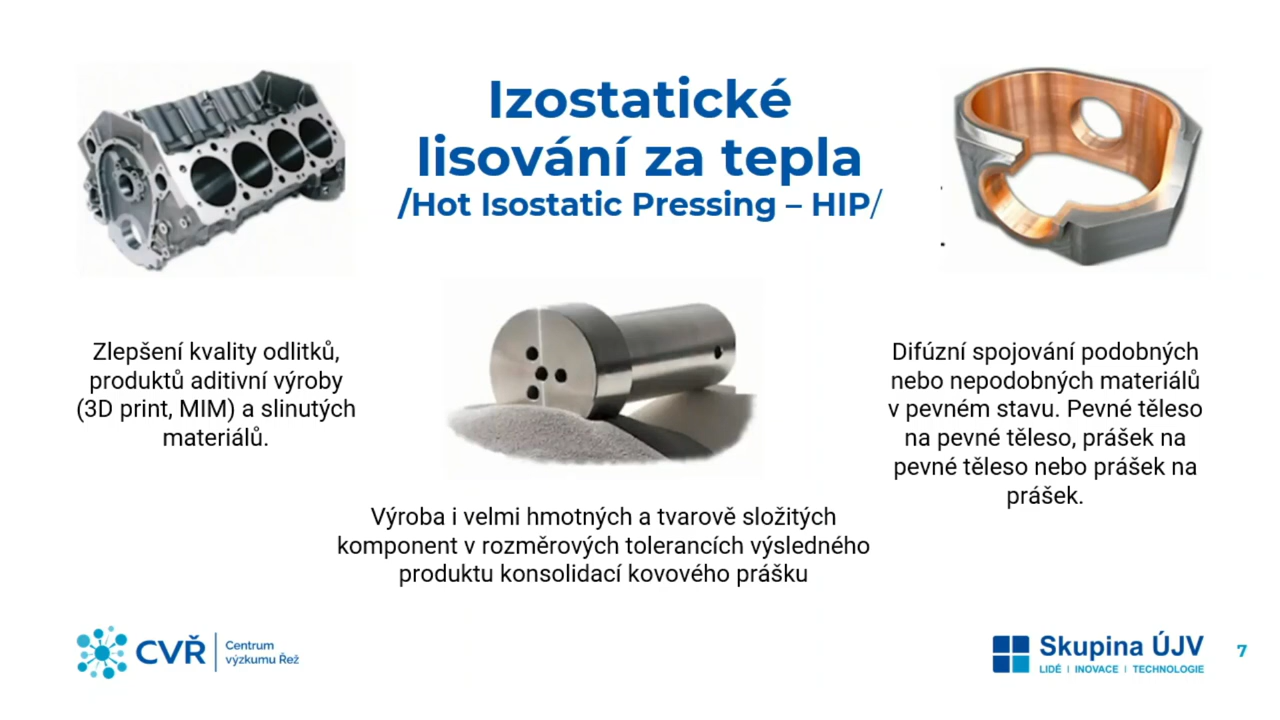 Izostatické
lisování za tepla
/Hot Isostatic Pressing – HIP/
Zlepšení kvality odlitků,
produktů aditivní výroby
(3D print, MIM) a slinutých
materiálů.
Výroba i velmi hmotných a tvarově složitých
komponent v rozměrových tolerancích výsledného
produktu konsolidací kovového prášku
Difúzní spojování podobných
nebo nepodobných materiálů
v pevném stavu. Pevné těleso
na pevné těleso, prášek na
pevné těleso nebo prášek na
prášek.
CVŘ
Centrum
výzkumu Řež
Skupina ÚJV
LIDÉ | INOVACE | TECHNOLOGIE
7